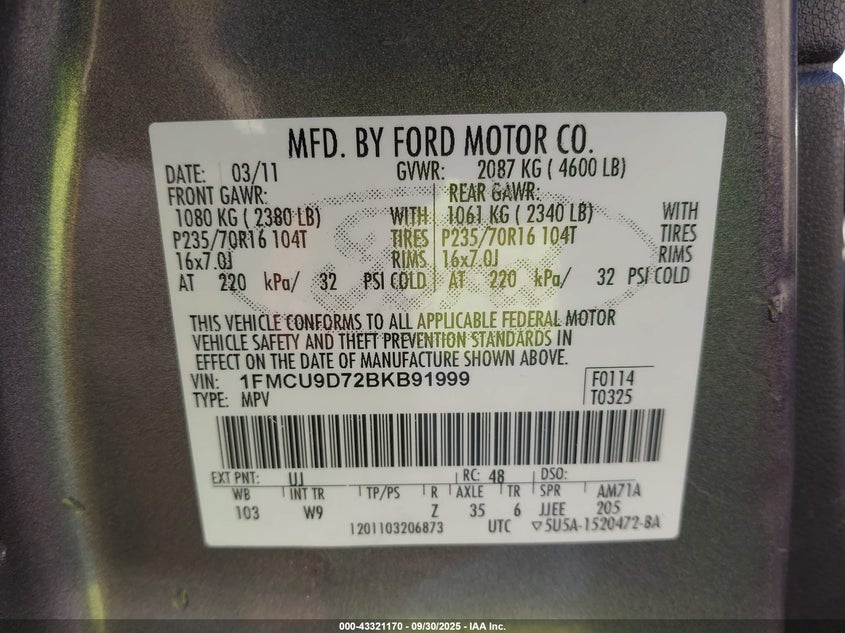 MFD. BY FORD MOTOR CO.
DATE: 03/11 GVWR: 2087 KG ( 4600 LB)
FRONT GAWR: REAR GAWR:
1080 KG ( 2380 LB) WITH 1061 KG ( 2340 LB) WITH
P235/70R16 104T TIRES P235/70R16 104T TIRES
16x7.0J RIMS 16x7.0J RIMS
AT 220 kPa/ 32 PSI COLD AT 220 kPa/ 32 PSI COLD
THIS VEHICLE CONFORMS TO ALL APPLICABLE FEDERAL MOTOR
VEHICLE SAFETY AND THEFT PREVENTION STANDARDS IN
EFFECT ON THE DATE OF MANUFACTURE SHOWN ABOVE.
VIN: 1FMCU9D72BKB91999 F0114
TYPE: MPV T0325
EXT PNT: UJ RC: 48 DSO:
WB INT TR TP/PS R AXLE TR SPR AM71A
103 W9 Z 35 6 JJEE 205
1201103206873 UTC ▽5U5A-1520472-BA
000-43321170 - 09/30/2025 - IAA Inc.